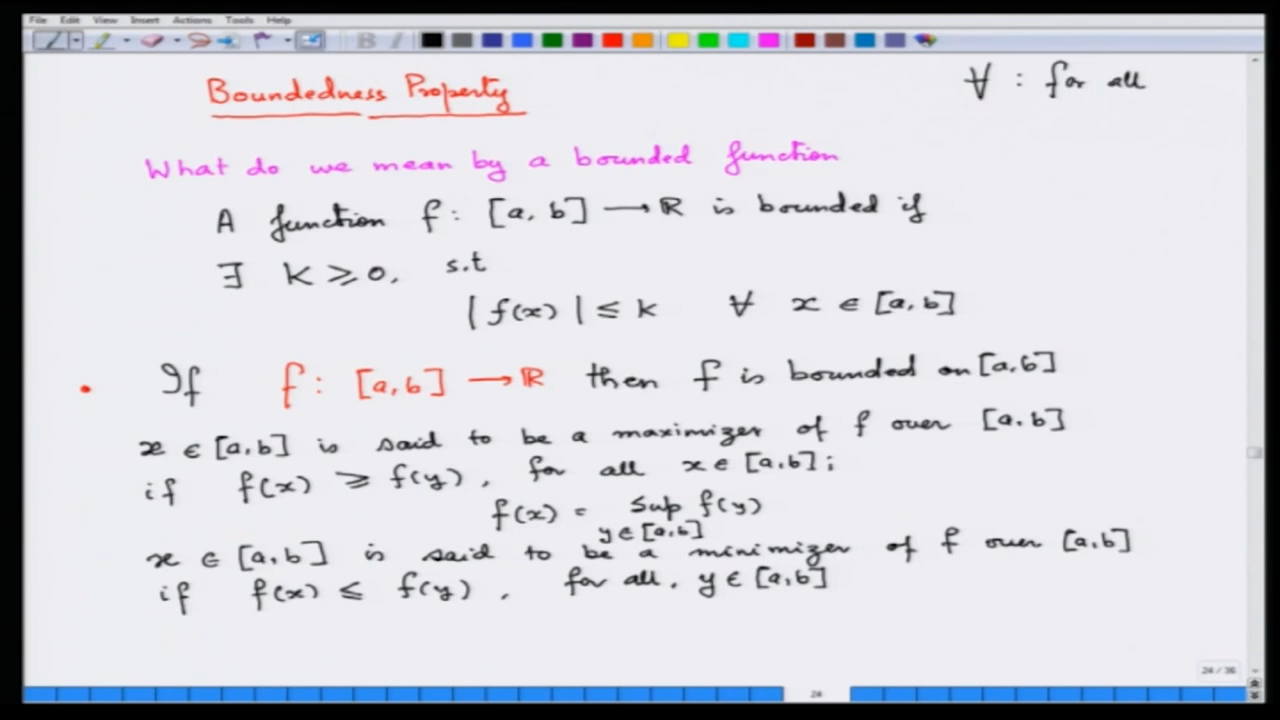 File Edit View Insert Actions Tools Help
Boundedness Property
∀ : for all
What do we mean by a bounded function
A function f : [a, b] → ℝ is bounded if
∃ K ≥ 0, s.t
|f(x)| ≤ K ∀ x ∈ [a, b]
• If f : [a, b] → ℝ then f is bounded on [a, b]
x ∈ [a, b] is said to be a maximizer of f over [a, b]
if f(x) ≥ f(y), for all x ∈ [a, b];
f(x) = sup f(y)
y ∈ [a, b]
x ∈ [a, b] is said to be a minimizer of f over [a, b]
if f(x) ≤ f(y), for all, y ∈ [a, b]
24 / 36
24